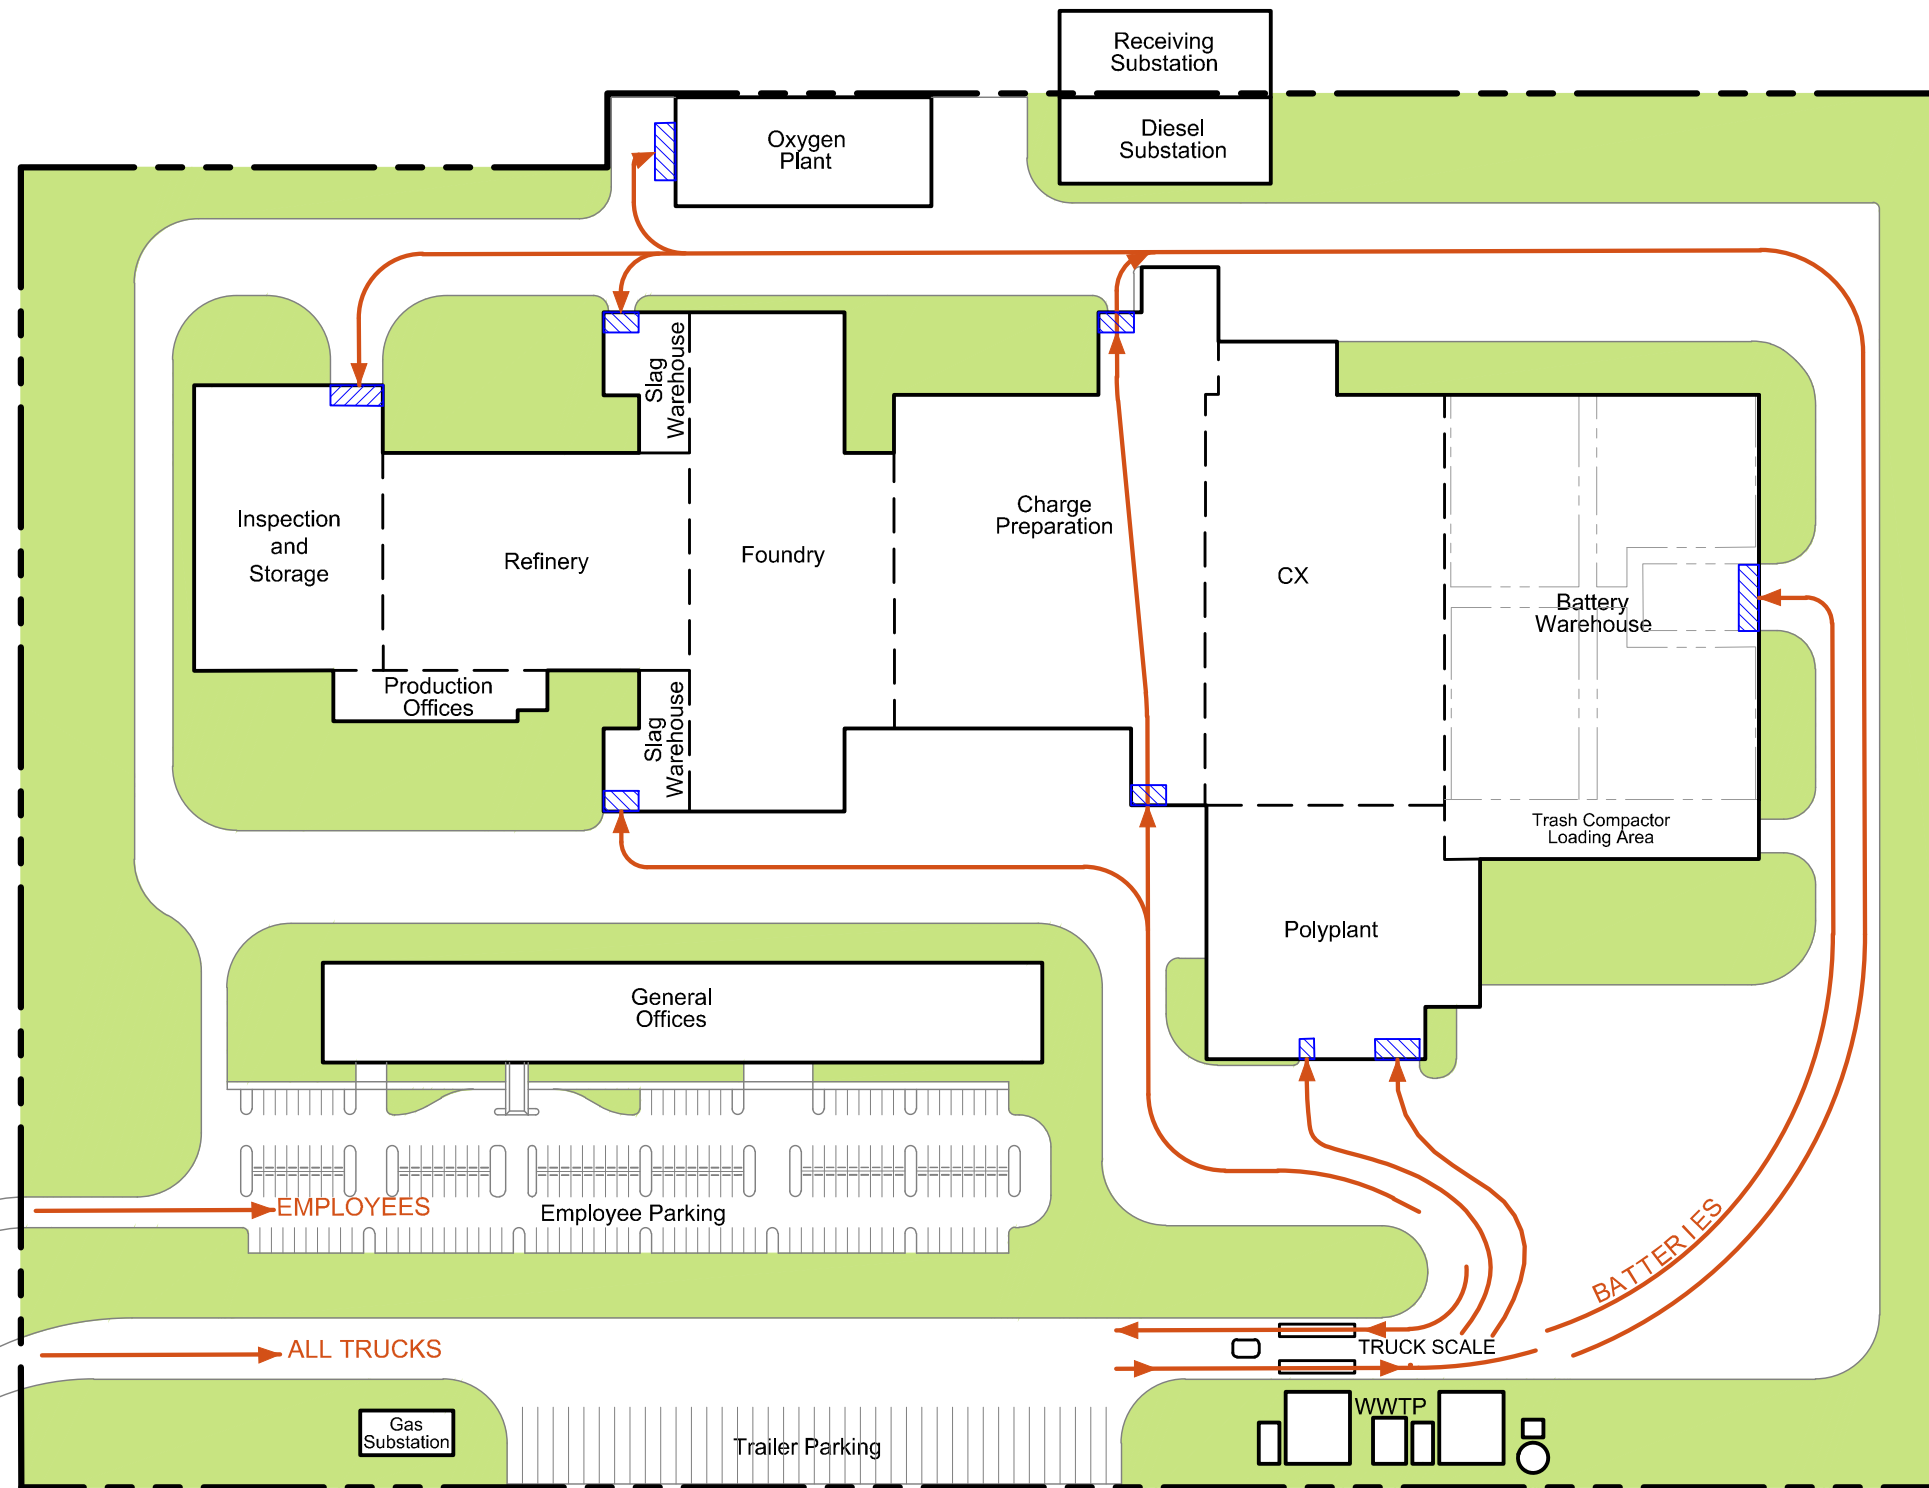 Receiving
Substation
Diesel
Substation
Oxygen
Plant
Slag
Warehouse
Charge
Preparation
Inspection
and
Storage
Refinery
Foundry
CX
Battery
Warehouse
Production
Offices
Slag
Warehouse
Trash Compactor
Loading Area
Polyplant
General
Offices
EMPLOYEES
Employee Parking
BATTERIES
ALL TRUCKS
TRUCK SCALE
WWTP
Gas
Substation
Trailer Parking